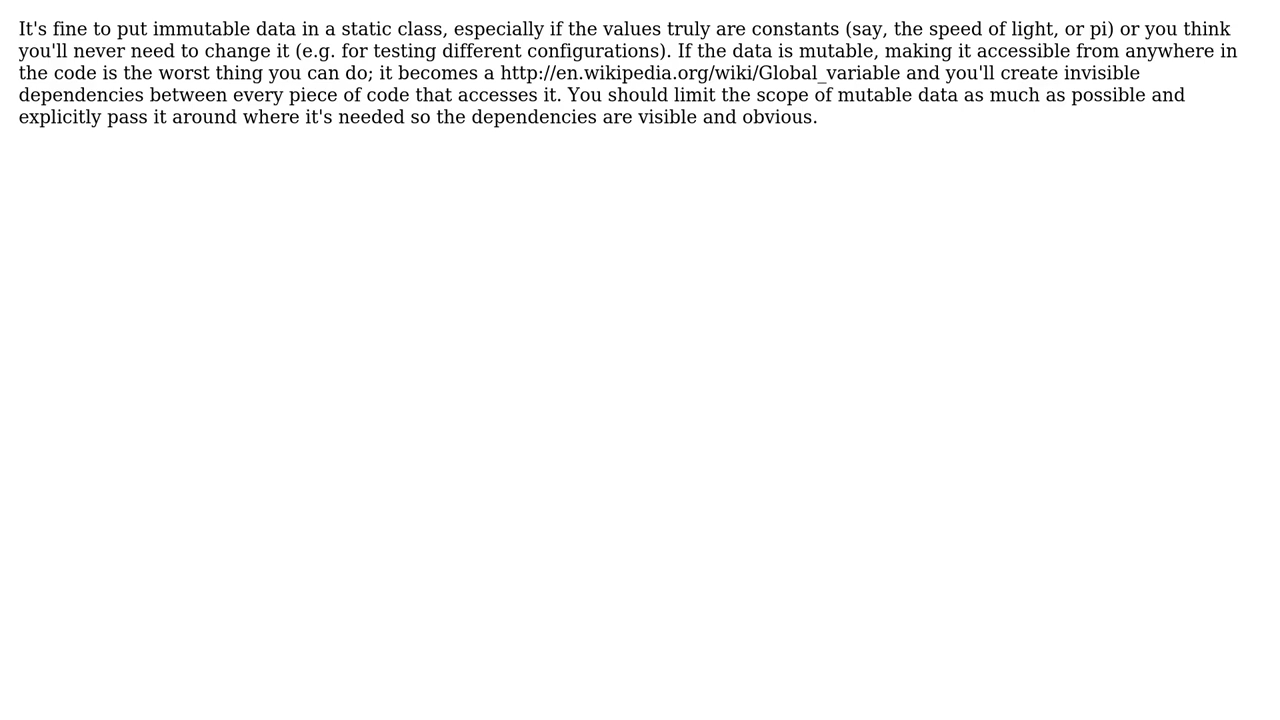 It's fine to put immutable data in a static class, especially if the values truly are constants (say, the speed of light, or pi) or you think
you'll never need to change it (e.g. for testing different configurations). If the data is mutable, making it accessible from anywhere in
the code is the worst thing you can do; it becomes a http://en.wikipedia.org/wiki/Global_variable and you'll create invisible
dependencies between every piece of code that accesses it. You should limit the scope of mutable data as much as possible and
explicitly pass it around where it's needed so the dependencies are visible and obvious.